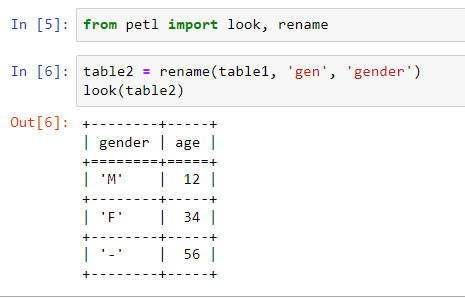 In [5]: from petl import look, rename
In [6]: table2 = rename(table1, 'gen', 'gender')
look(table2)
Out[6]: +--------+-----+
| gender | age |
+========+=====+
| 'M'    |  12 |
+--------+-----+
| 'F'    |  34 |
+--------+-----+
| '-'    |  56 |
+--------+-----+